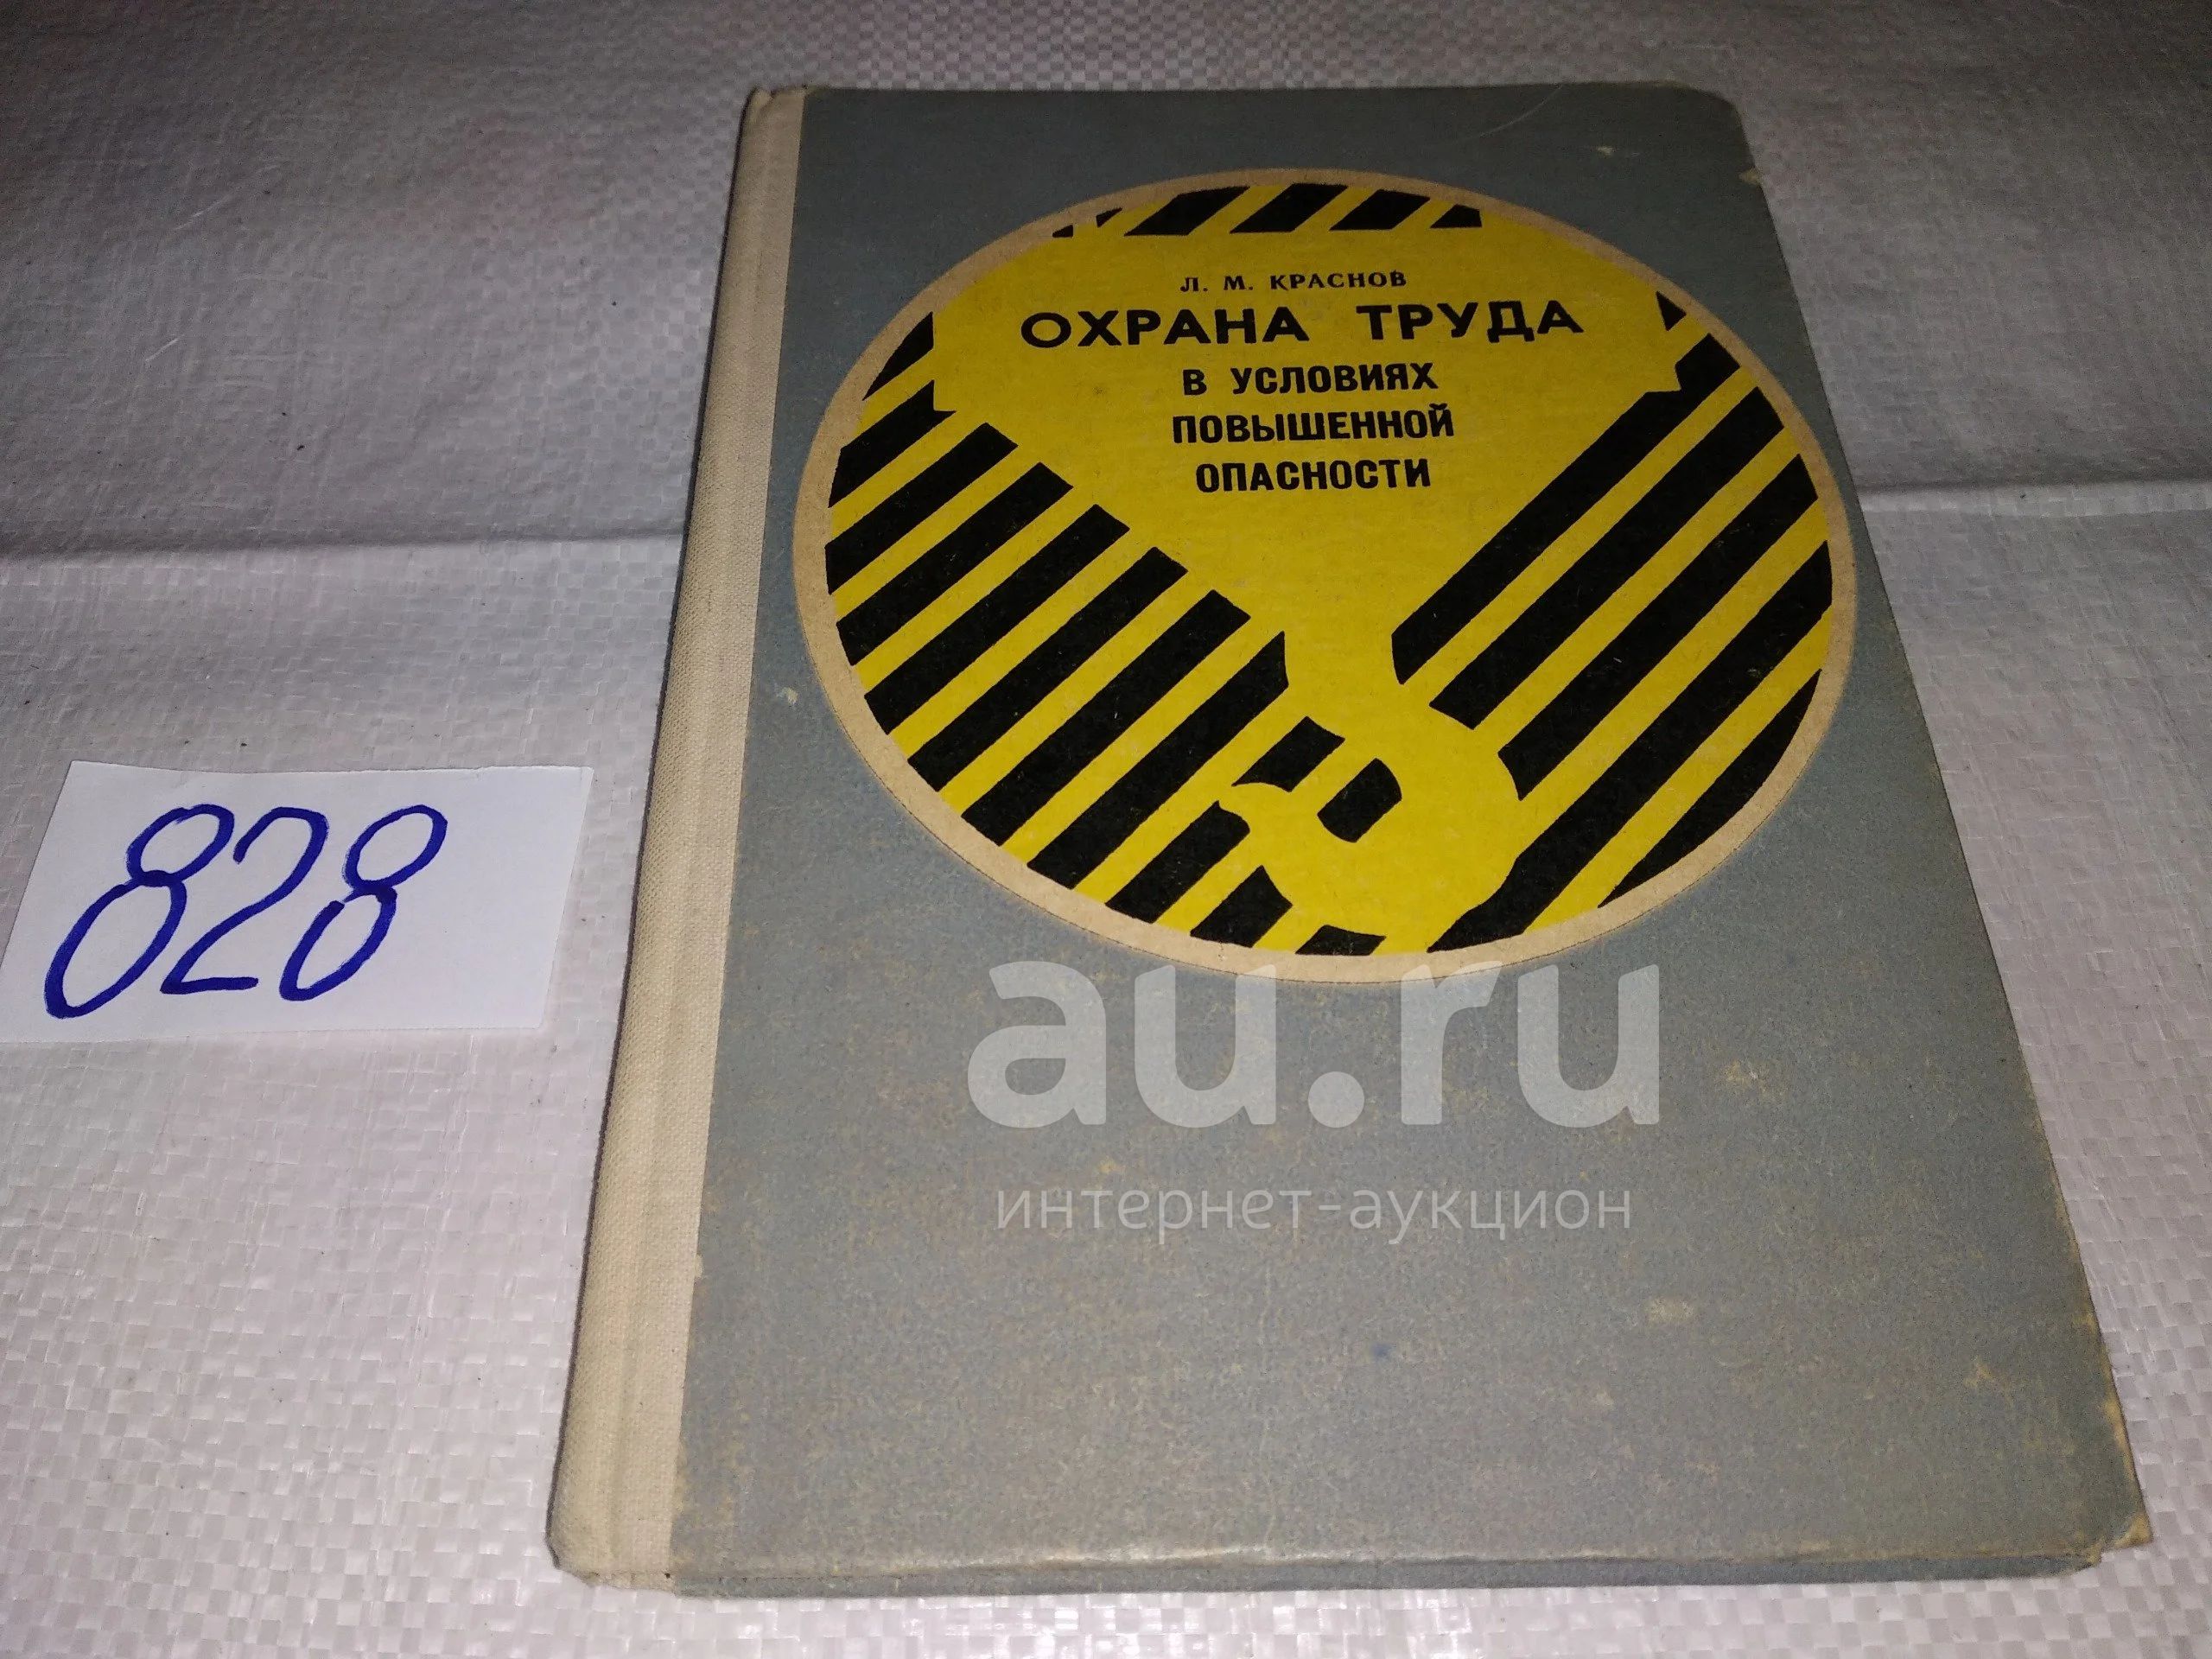 Л. М. КРАСНОВ
ОХРАНА ТРУДА
В УСЛОВИЯХ
ПОВЫШЕННОЙ
ОПАСНОСТИ
828
au.ru
интернет-аукцион